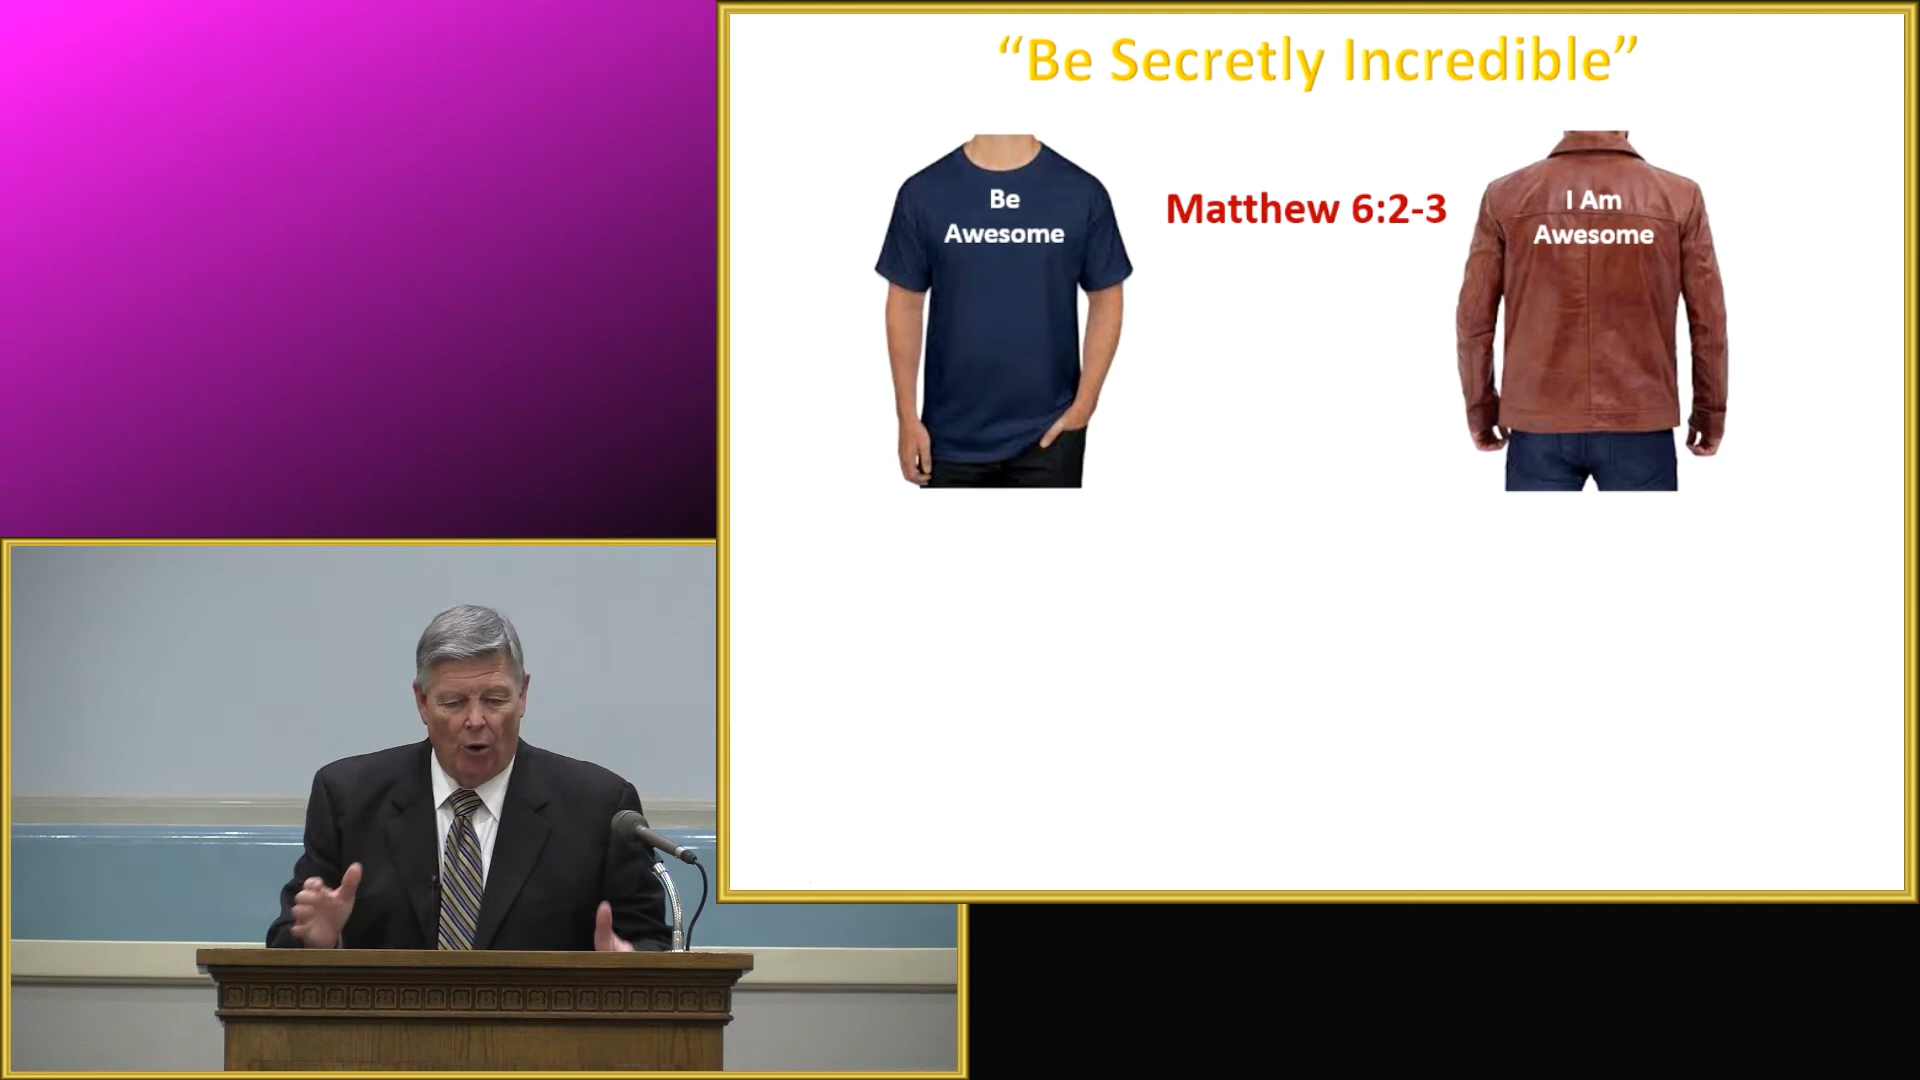 “Be Secretly Incredible”
Be
Awesome
Matthew 6:2-3
I Am
Awesome